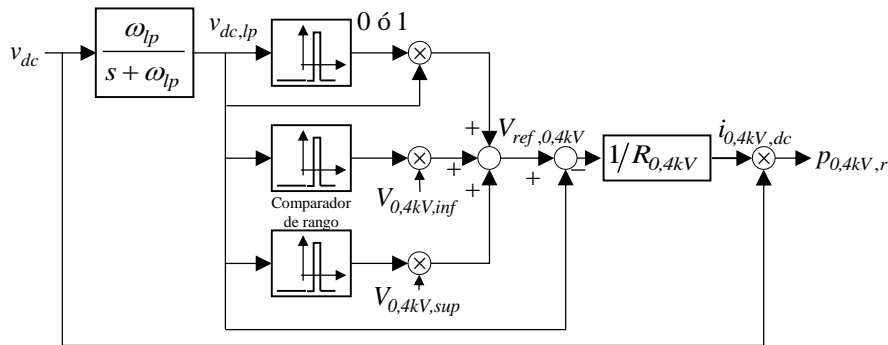 v_dc
ω_lp
s + ω_lp
v_dc,lp
0 ó 1
+
V_ref,0,4kV
+
+
+
−
1/R_0,4kV
i_0,4kV,dc
p_0,4kV,r
V_0,4kV,inf
Comparador
de rango
V_0,4kV,sup